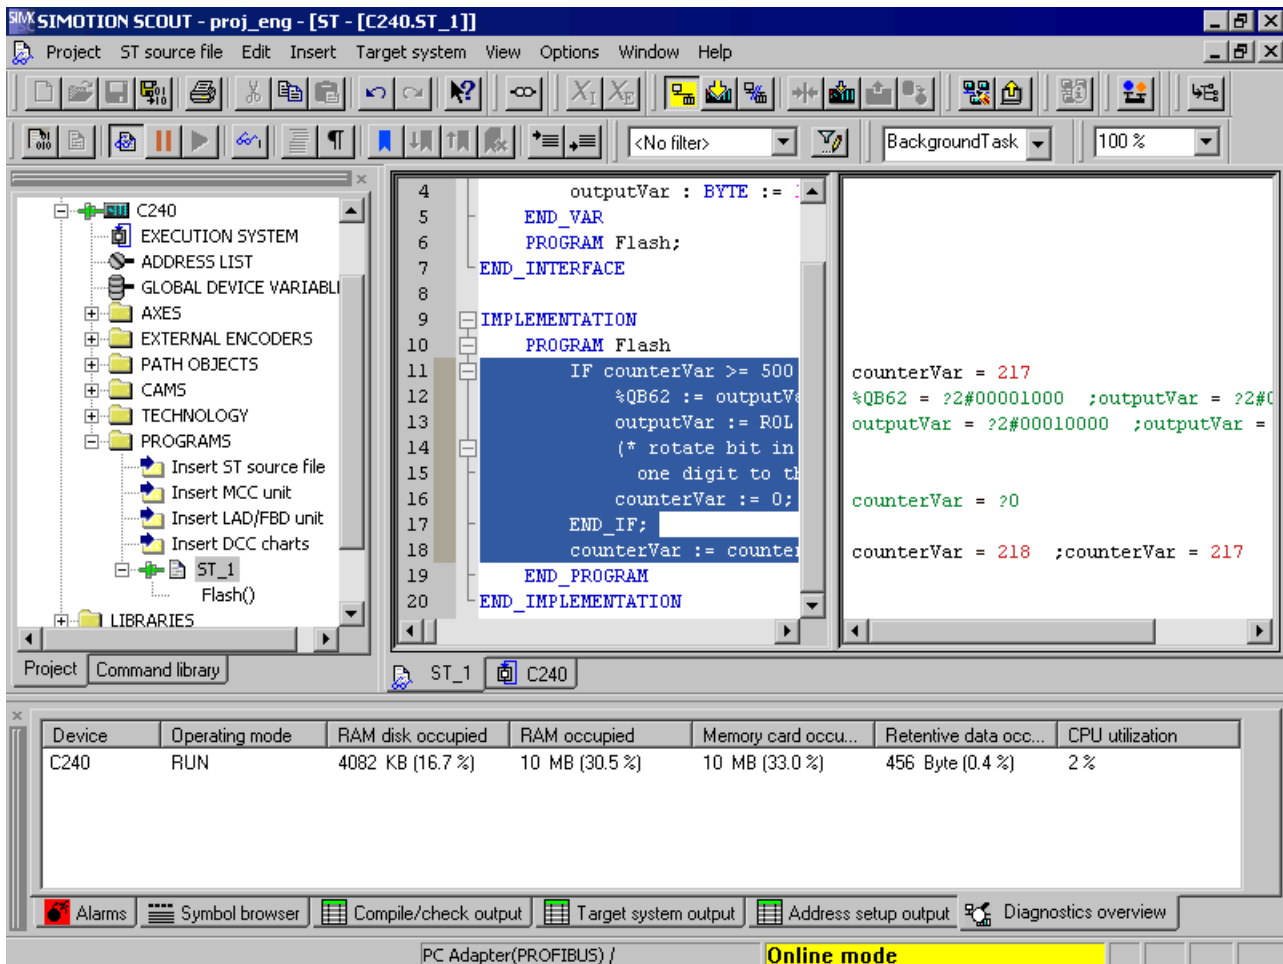 SIMOTION SCOUT - proj_eng - [ST - [C240.ST_1]]
Project ST source file Edit Insert Target system View Options Window Help
<No filter> BackgroundTask 100 %
C240
EXECUTION SYSTEM
ADDRESS LIST
GLOBAL DEVICE VARIABL
AXES
EXTERNAL ENCODERS
PATH OBJECTS
CAMS
TECHNOLOGY
PROGRAMS
Insert ST source file
Insert MCC unit
Insert LAD/FBD unit
Insert DCC charts
ST_1
Flash()
LIBRARIES
Project Command library
4 outputVar : BYTE :=
5 END_VAR
6 PROGRAM Flash;
7 END_INTERFACE
8
9 IMPLEMENTATION
10 PROGRAM Flash
11 IF counterVar >= 500
12 %QB62 := outputVa
13 outputVar := ROL
14 (* rotate bit in
15 one digit to th
16 counterVar := 0;
17 END_IF;
18 counterVar := counter
19 END_PROGRAM
20 END_IMPLEMENTATION
counterVar = 217
%QB62 = ?2#00001000 ;outputVar = ?2#0
outputVar = ?2#00010000 ;outputVar =
counterVar = ?0
counterVar = 218 ;counterVar = 217
ST_1 C240
Device Operating mode RAM disk occupied RAM occupied Memory card occu... Retentive data occ... CPU utilization
C240 RUN 4082 KB (16.7 %) 10 MB (30.5 %) 10 MB (33.0 %) 456 Byte (0.4 %) 2 %
Alarms Symbol browser Compile/check output Target system output Address setup output Diagnostics overview
PC Adapter(PROFIBUS) / Online mode